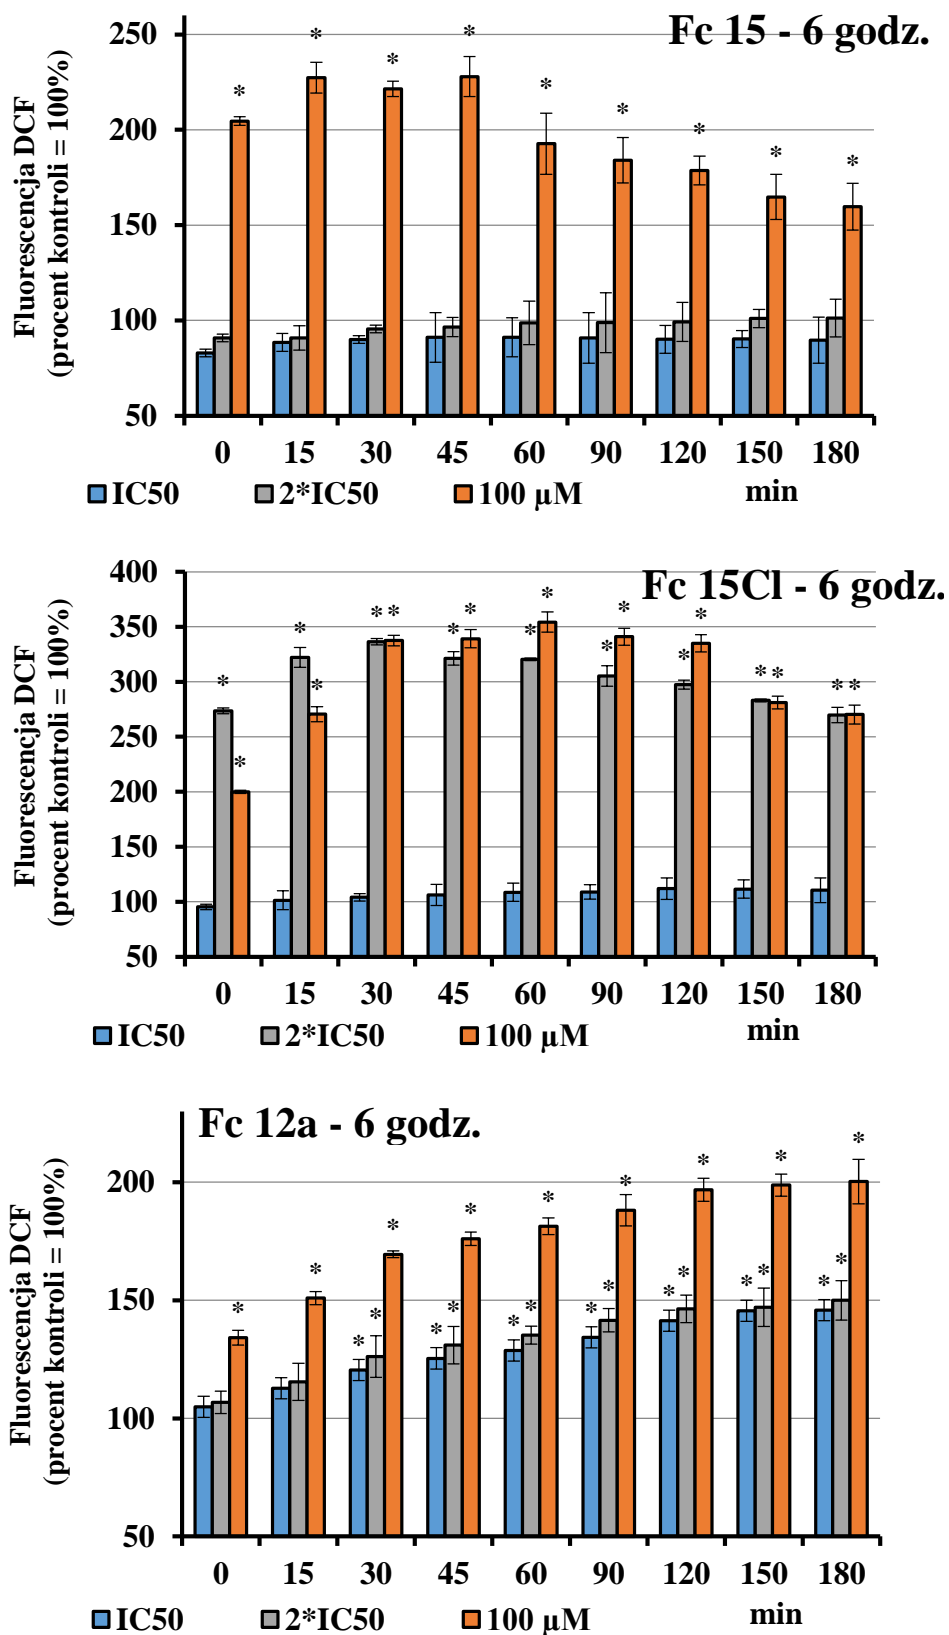 Fc 15 - 6 godz.
Fluorescencja DCF
(procent kontroli = 100%)
250
200
150
100
50
* * * * * * * * *
0 15 30 45 60 90 120 150 180
min
IC50 2*IC50 100 µM
Fc 15Cl - 6 godz.
Fluorescencja DCF
(procent kontroli = 100%)
400
350
300
250
200
150
100
50
* * * * * * * * * * * * * * * * * *
0 15 30 45 60 90 120 150 180
min
IC50 2*IC50 100 µM
Fc 12a - 6 godz.
Fluorescencja DCF
(procent kontroli = 100%)
200
150
100
50
* * * * * * * * * * * * * * * * * * * * * * *
0 15 30 45 60 90 120 150 180
min
IC50 2*IC50 100 µM